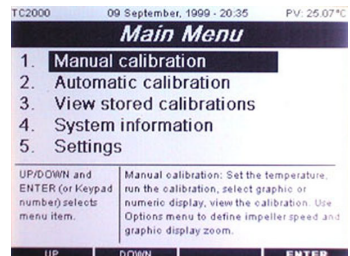 TC2000 09 September, 1999 - 20:35 PV: 25.07°C
Main Menu
1. Manual calibration
2. Automatic calibration
3. View stored calibrations
4. System information
5. Settings
UP/DOWN and
ENTER (or Keypad
number) selects
menu item.
Manual calibration: Set the temperature,
run the calibration, select graphic or
numeric display, view the calibration. Use
Options menu to define impeller speed and
graphic display zoom.
UP DOWN ENTER